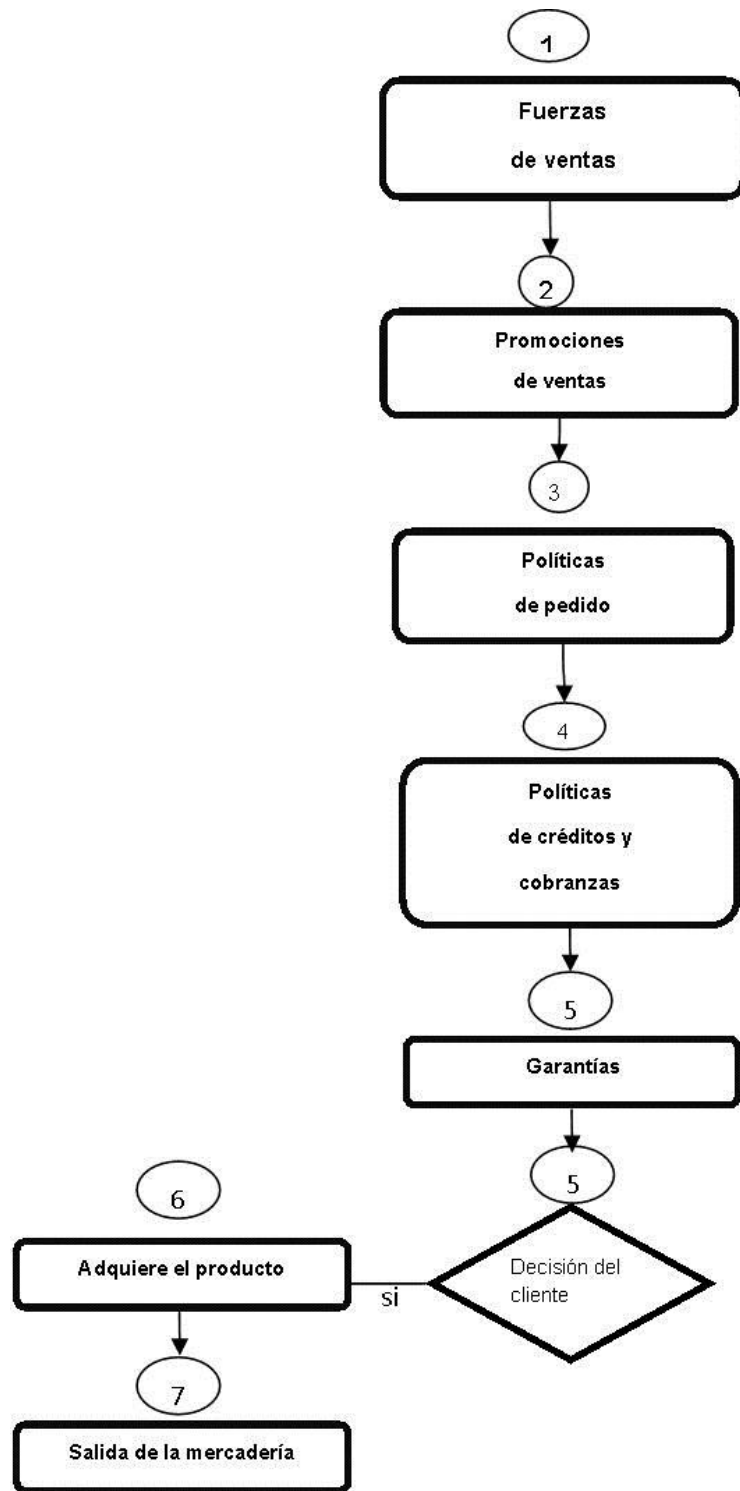 1
Fuerzas
de ventas
2
Promociones
de ventas
3
Políticas
de pedido
4
Políticas
de créditos y
cobranzas
5
Garantías
5
Decisión del
cliente
si
6
Adquiere el producto
7
Salida de la mercadería